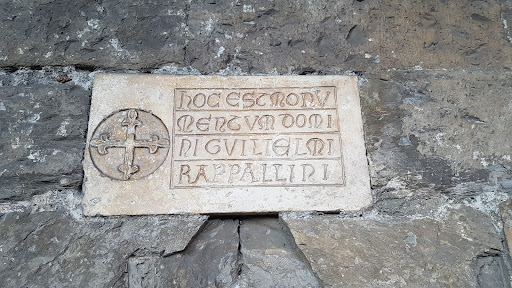 HOC EST MONV
MENTVM DOMI
NI GVILIELMI
RAPPALLINI